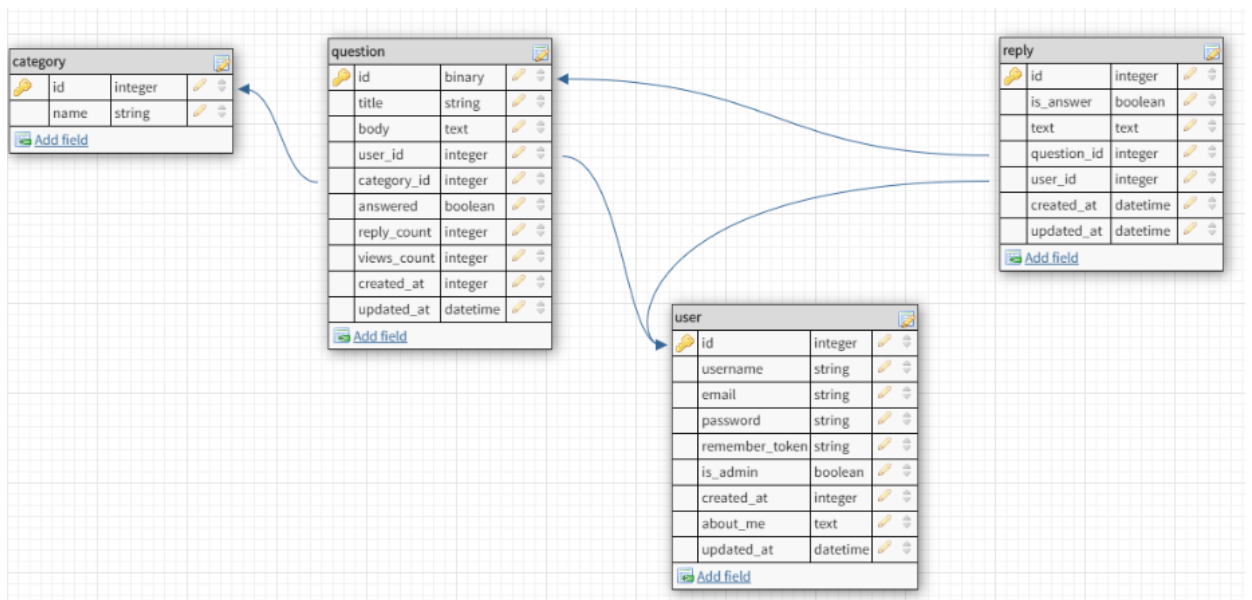 category
id integer
name string
Add field
question
id binary
title string
body text
user_id integer
category_id integer
answered boolean
reply_count integer
views_count integer
created_at integer
updated_at datetime
Add field
reply
id integer
is_answer boolean
text text
question_id integer
user_id integer
created_at datetime
updated_at datetime
Add field
user
id integer
username string
email string
password string
remember_token string
is_admin boolean
created_at integer
about_me text
updated_at datetime
Add field